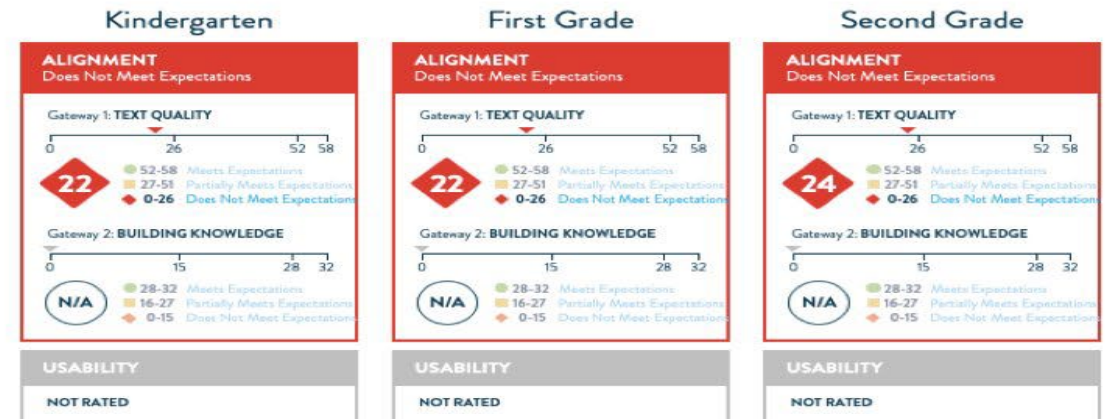 Kindergarten
ALIGNMENT
Does Not Meet Expectations
Gateway 1: TEXT QUALITY
0 26 52 58
22
52-58 Meets Expectations
27-51 Partially Meets Expectations
0-26 Does Not Meet Expectations
Gateway 2: BUILDING KNOWLEDGE
0 15 28 32
N/A
28-32 Meets Expectations
16-27 Partially Meets Expectations
0-15 Does Not Meet Expectations
USABILITY
NOT RATED
First Grade
ALIGNMENT
Does Not Meet Expectations
Gateway 1: TEXT QUALITY
0 26 52 58
22
52-58 Meets Expectations
27-51 Partially Meets Expectations
0-26 Does Not Meet Expectations
Gateway 2: BUILDING KNOWLEDGE
0 15 28 32
N/A
28-32 Meets Expectations
16-27 Partially Meets Expectations
0-15 Does Not Meet Expectations
USABILITY
NOT RATED
Second Grade
ALIGNMENT
Does Not Meet Expectations
Gateway 1: TEXT QUALITY
0 26 52 58
24
52-58 Meets Expectations
27-51 Partially Meets Expectations
0-26 Does Not Meet Expectations
Gateway 2: BUILDING KNOWLEDGE
0 15 28 32
N/A
28-32 Meets Expectations
16-27 Partially Meets Expectations
0-15 Does Not Meet Expectations
USABILITY
NOT RATED